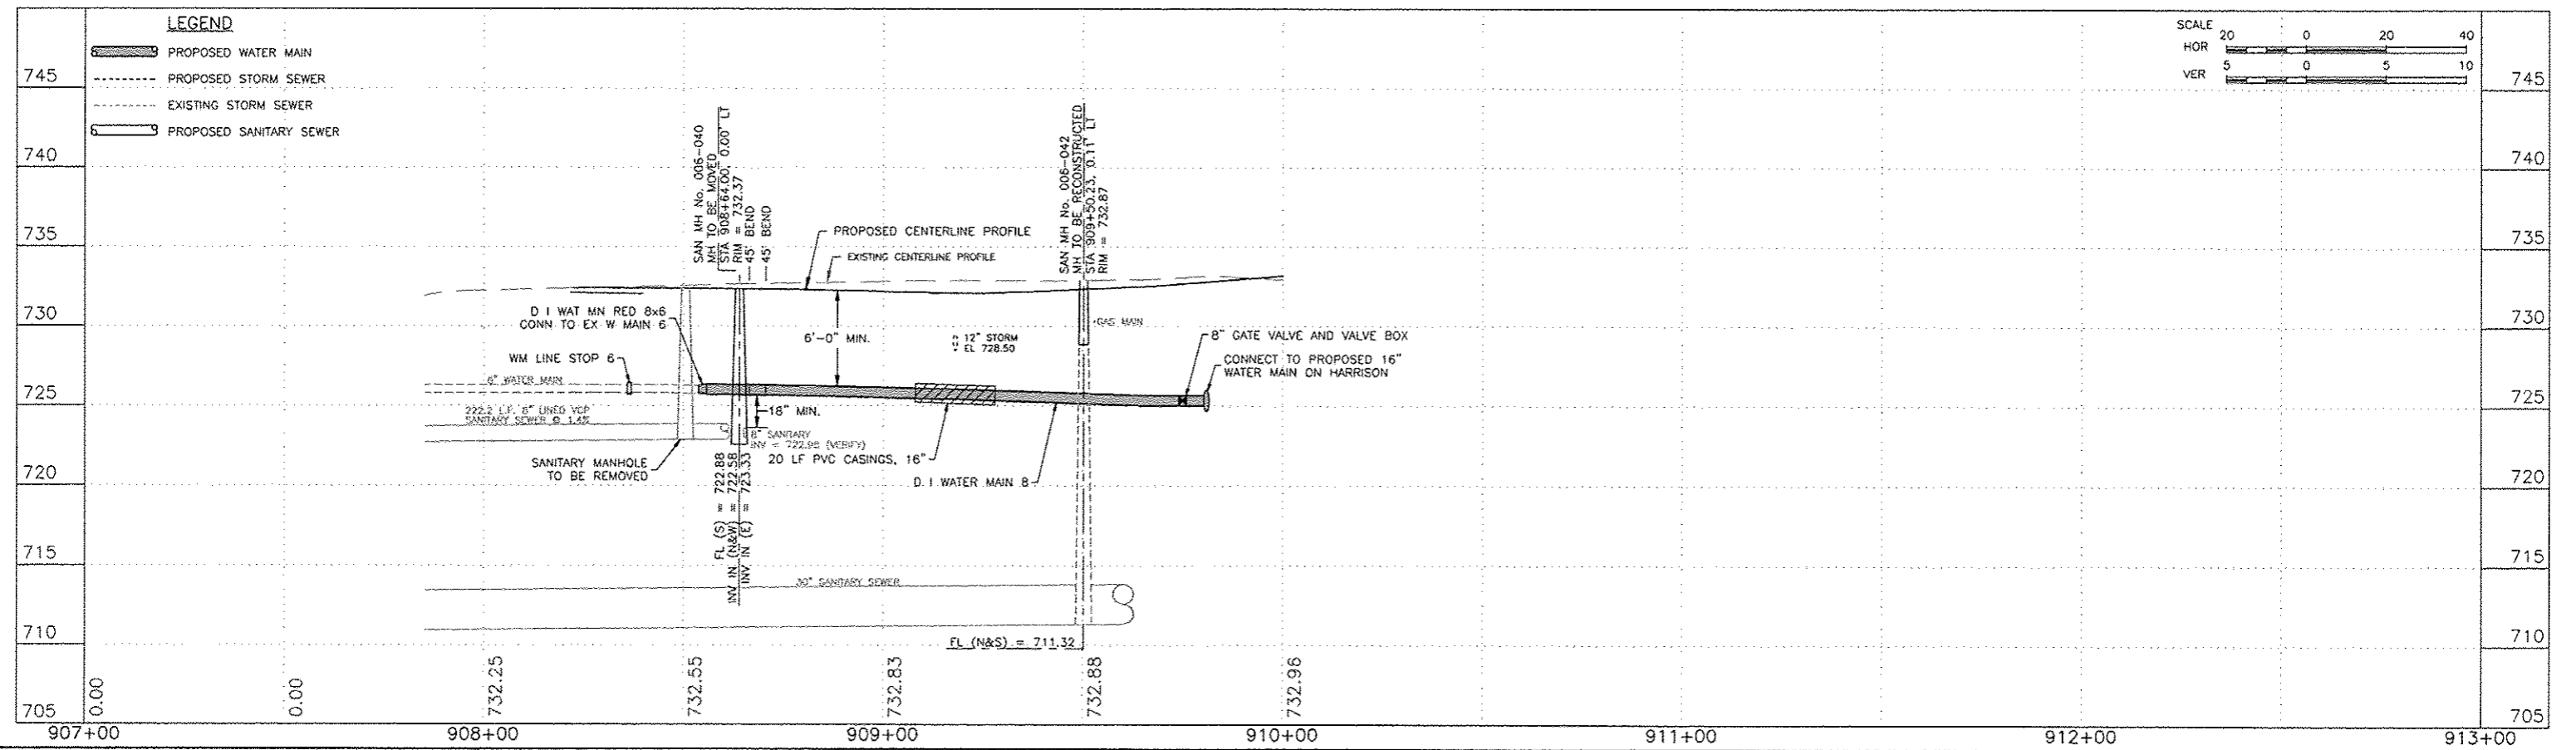 LEGEND
PROPOSED WATER MAIN
PROPOSED STORM SEWER
EXISTING STORM SEWER
PROPOSED SANITARY SEWER
SCALE
HOR
20 0 20 40
VER
5 0 5 10
745
740
735
730
725
720
715
710
705
745
740
735
730
725
720
715
710
705
SAN MH No. 006-040
MH TO BE MOVED
STA 908+64.00, 0.00' LT
RIM = 732.37
45° BEND
45° BEND
SAN MH No. 006-042
MH TO BE RECONSTRUCTED
STA 909+50.23, 0.11' LT
RIM = 732.87
PROPOSED CENTERLINE PROFILE
EXISTING CENTERLINE PROFILE
D I WAT MN RED 8x6
CONN TO EX W MAIN 6
6'-0" MIN.
12" STORM
EL 728.50
GAS MAIN
8" GATE VALVE AND VALVE BOX
CONNECT TO PROPOSED 16"
WATER MAIN ON HARRISON
WM LINE STOP 6
6" WATER MAIN
222.2 L.F. 8" LINED VCP
SANITARY SEWER @ 1.4%
18" MIN.
8" SANITARY
INV = 722.98 (VERIFY)
20 LF PVC CASINGS, 16"
SANITARY MANHOLE
TO BE REMOVED
D I WATER MAIN 8
FL (S) = 722.88
INV IN (N&W) = 722.58
INV IN (E) = 723.33
30" SANITARY SEWER
FL (N&S) = 711.32
0.00
0.00
732.25
732.55
732.83
732.88
732.96
907+00
908+00
909+00
910+00
911+00
912+00
913+00